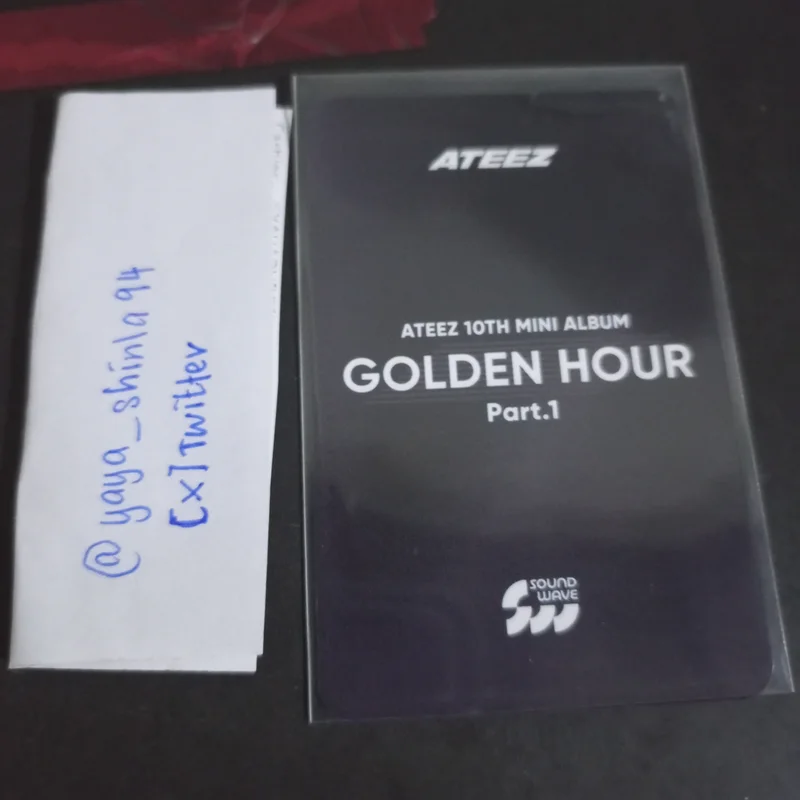 @yaya_shinla94
[x] Twitter
ATEEZ
ATEEZ 10TH MINI ALBUM
GOLDEN HOUR
Part.1
SOUND
WAVE